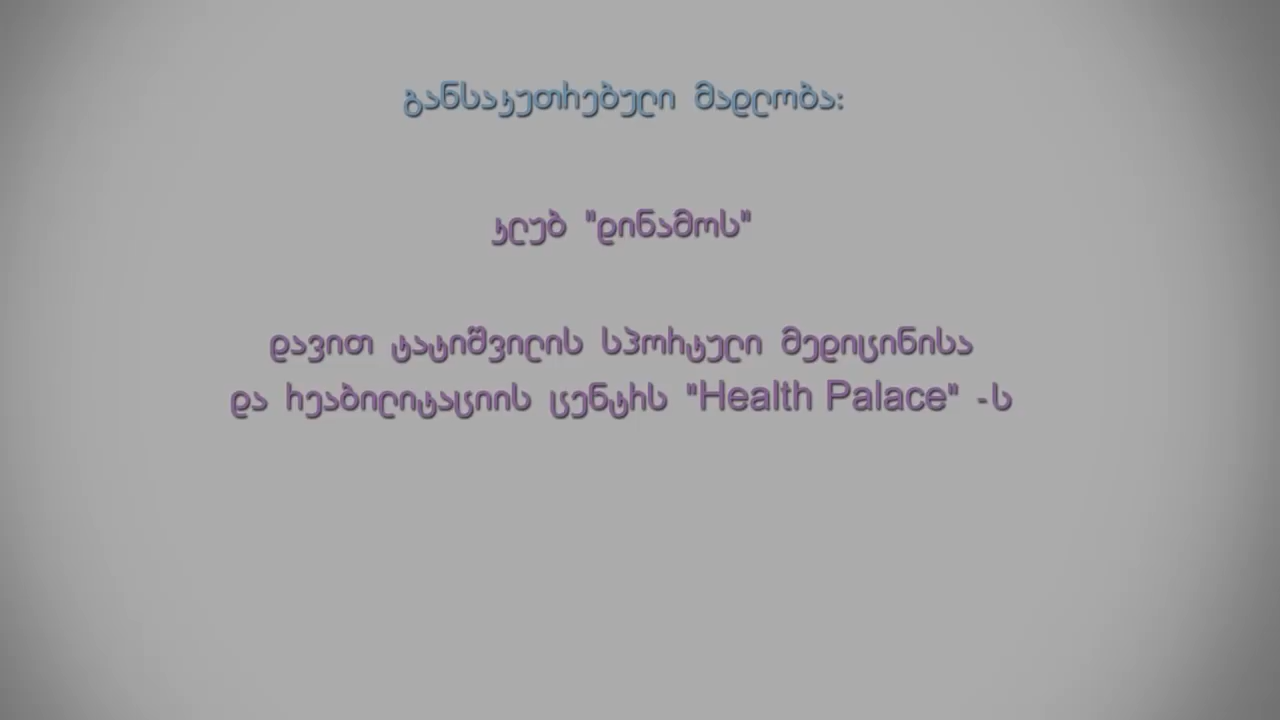 განსაკუთრებული მადლობა:
კლუბ "დინამოს"
დავით ტატიშვილის სპორტული მედიცინისა
და რეაბილიტაციის ცენტრს "Health Palace" -ს